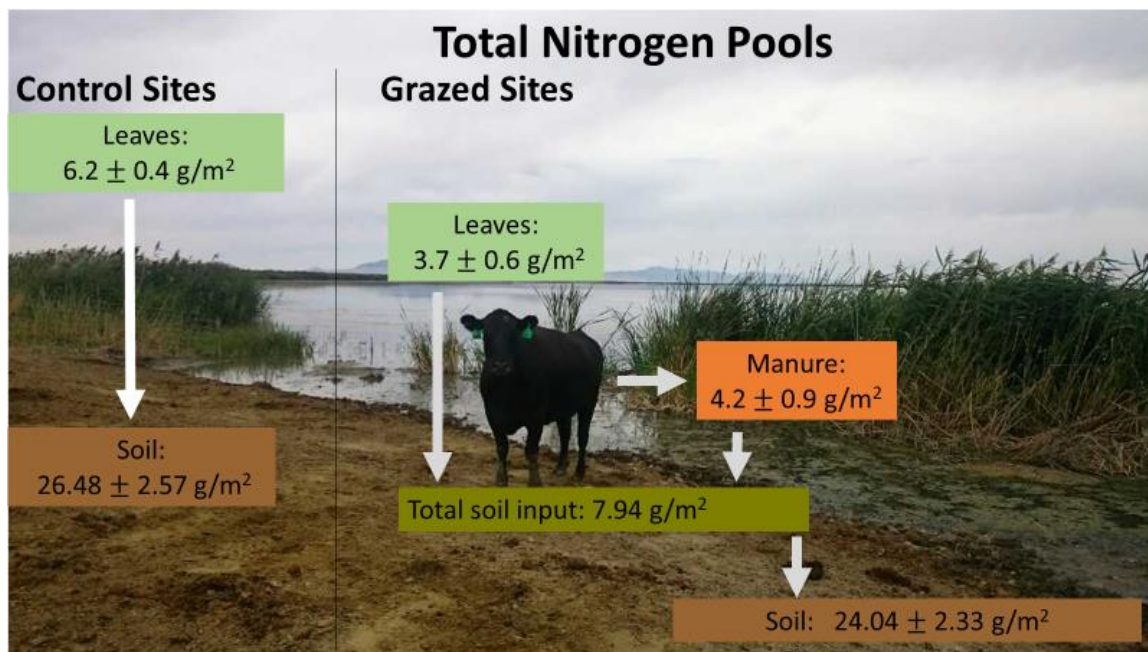 Total Nitrogen Pools
Control Sites
Grazed Sites
Leaves:
6.2 ± 0.4 g/m²
Leaves:
3.7 ± 0.6 g/m²
Manure:
4.2 ± 0.9 g/m²
Soil:
26.48 ± 2.57 g/m²
Total soil input: 7.94 g/m²
Soil: 24.04 ± 2.33 g/m²